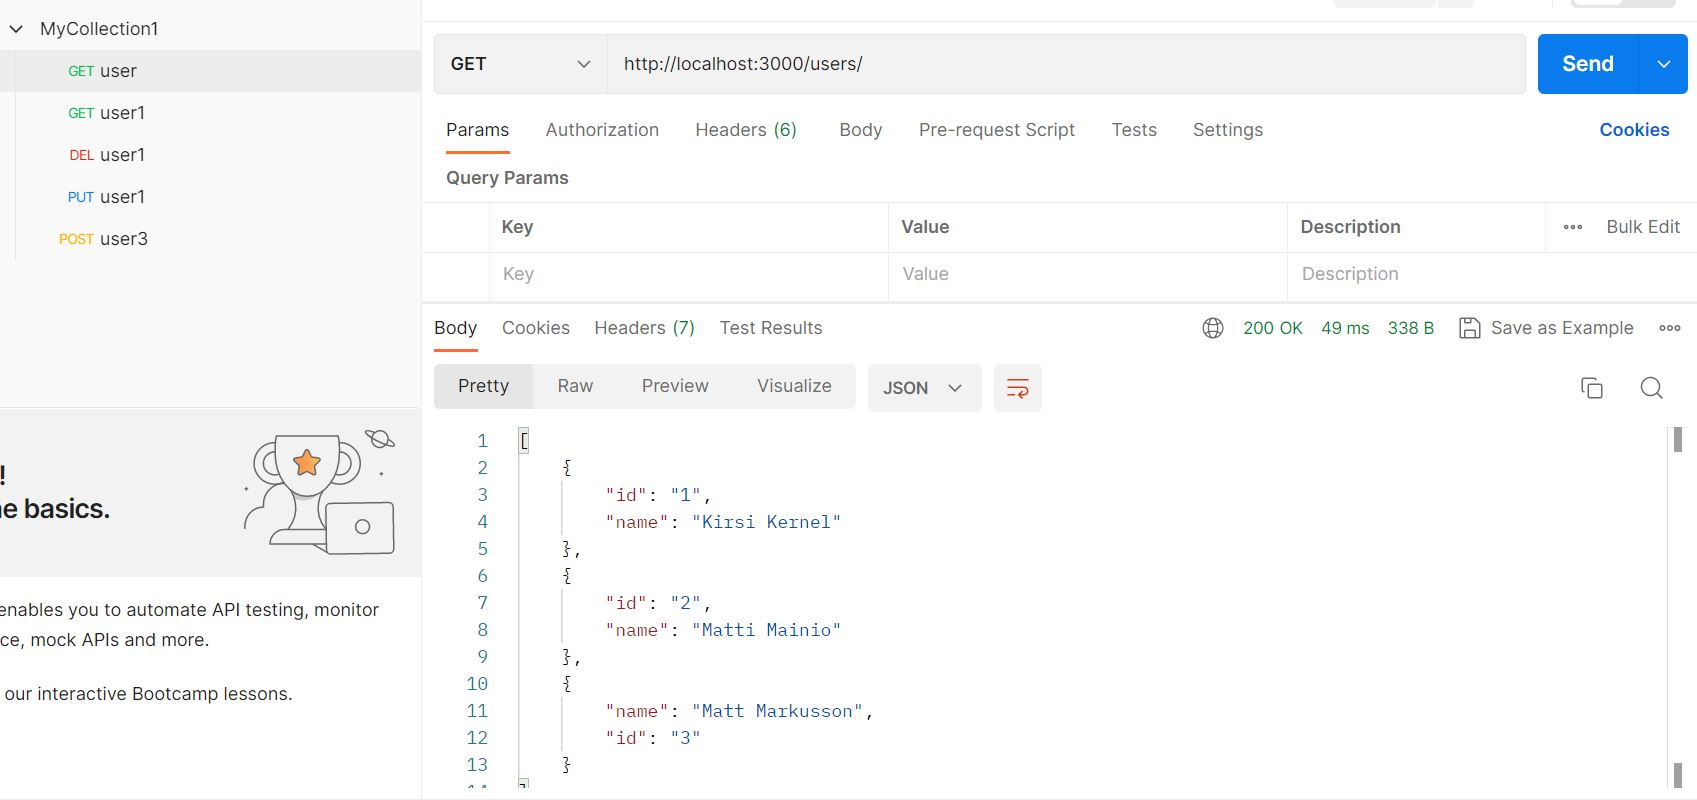 MyCollection1
GET user
GET user1
DEL user1
PUT user1
POST user3
!
e basics.
enables you to automate API testing, monitor
ce, mock APIs and more.
our interactive Bootcamp lessons.
GET http://localhost:3000/users/ Send
Params Authorization Headers (6) Body Pre-request Script Tests Settings Cookies
Query Params
Key Value Description Bulk Edit
Key Value Description
Body Cookies Headers (7) Test Results 200 OK 49 ms 338 B Save as Example
Pretty Raw Preview Visualize JSON
1 [
2 {
3 "id": "1",
4 "name": "Kirsi Kernel"
5 },
6 {
7 "id": "2",
8 "name": "Matti Mainio"
9 },
10 {
11 "name": "Matt Markusson",
12 "id": "3"
13 }
14 ]